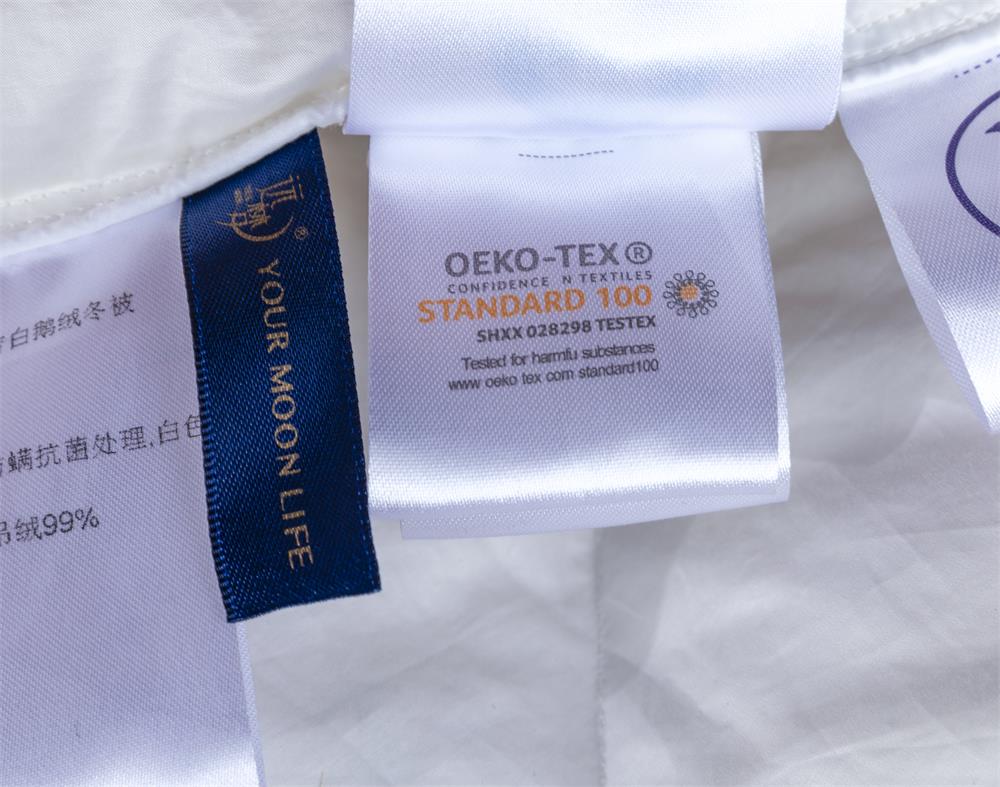 白鹅绒冬被
螨抗菌处理,白色
绒99%
YOUR MOON LIFE
®
OEKO-TEX®
CONFIDENCE N TEXTILES
STANDARD 100
SHXX 028298 TESTEX
Tested for harmfu substances
www oeko tex com standard100